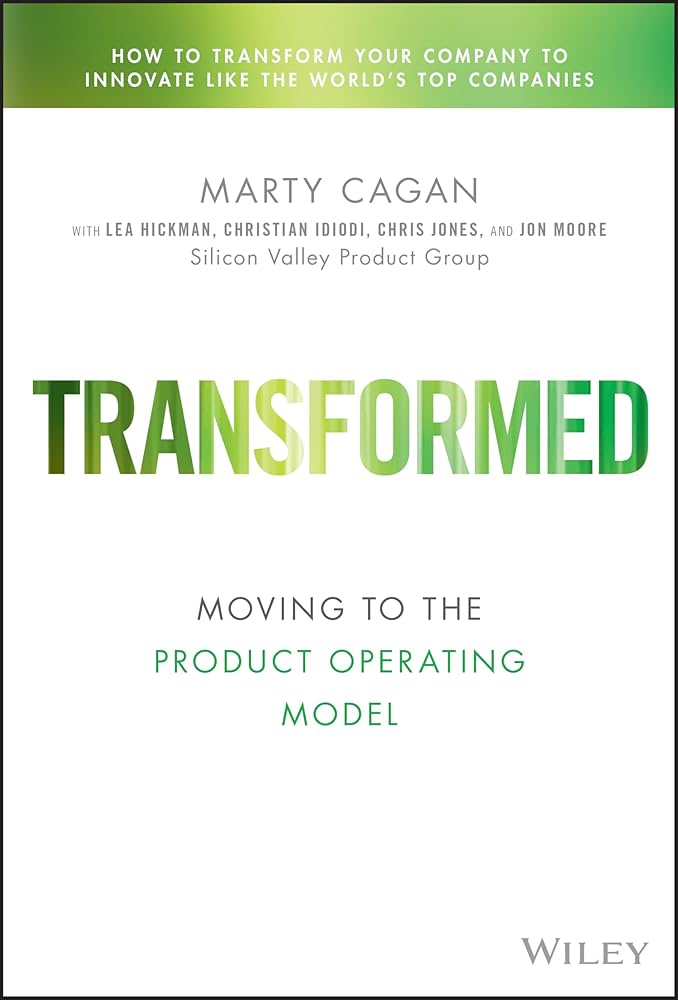 HOW TO TRANSFORM YOUR COMPANY TO
INNOVATE LIKE THE WORLD'S TOP COMPANIES
MARTY CAGAN
WITH LEA HICKMAN, CHRISTIAN IDIODI, CHRIS JONES, AND JON MOORE
Silicon Valley Product Group
TRANSFORMED
MOVING TO THE
PRODUCT OPERATING
MODEL
WILEY